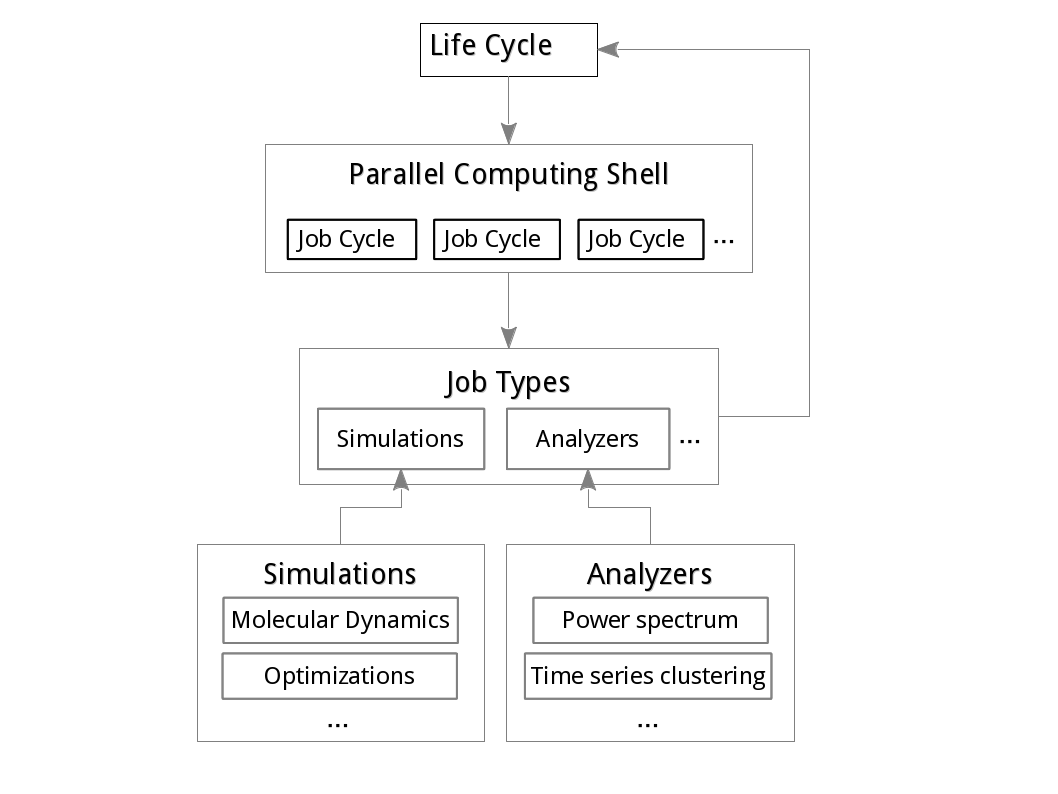 Life Cycle
Parallel Computing Shell
Job Cycle Job Cycle Job Cycle ...
Job Types
Simulations Analyzers ...
Simulations
Molecular Dynamics
Optimizations
...
Analyzers
Power spectrum
Time series clustering
...